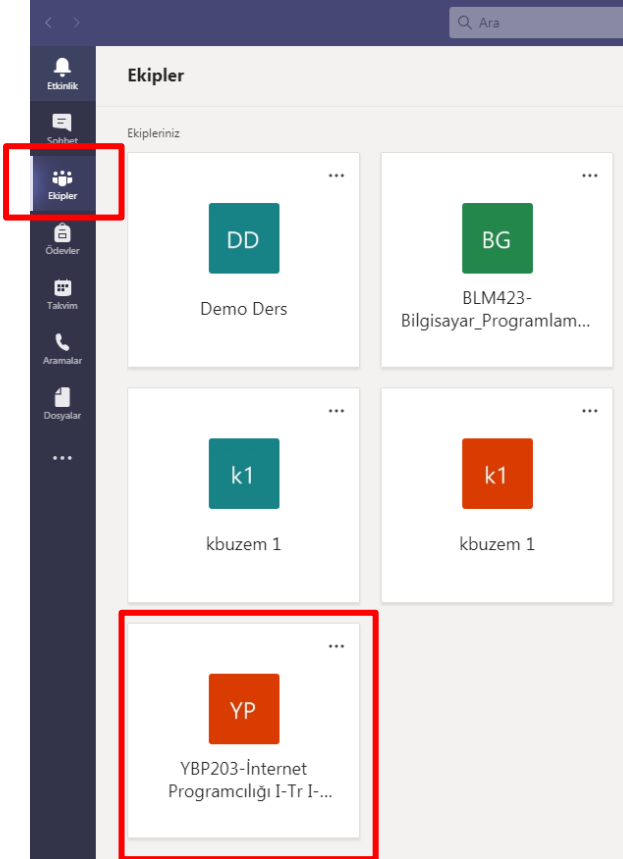 Ara
Etkinlik
Ekipler
Sohbet
Ekipleriniz
Ekipler
DD
BG
Demo Ders
BLM423-
Bilgisayar_Programlam...
Ödevler
Takvim
Aramalar
Dosyalar
k1
k1
kbuzem 1
kbuzem 1
YP
YBP203-İnternet
Programcılığı I-Tr I-...